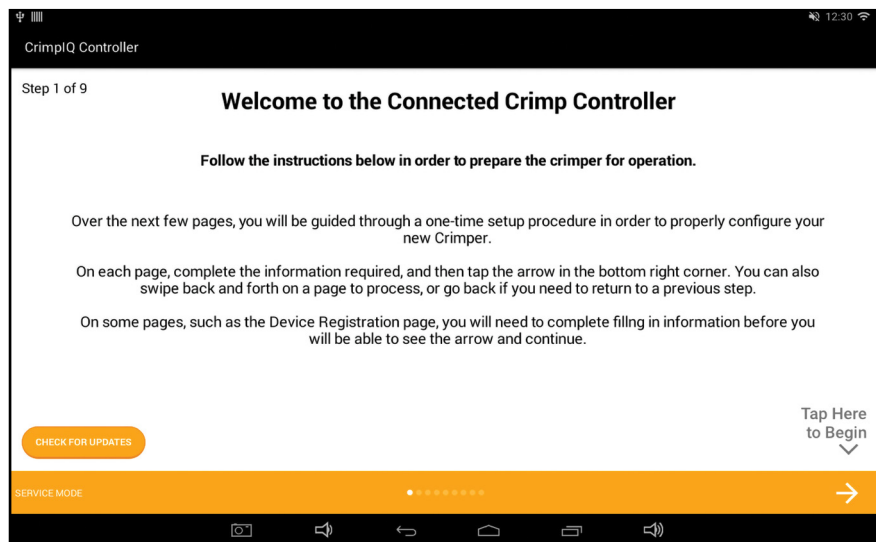 12:30
CrimpIQ Controller
Step 1 of 9
Welcome to the Connected Crimp Controller
Follow the instructions below in order to prepare the crimper for operation.
Over the next few pages, you will be guided through a one-time setup procedure in order to properly configure your
new Crimper.
On each page, complete the information required, and then tap the arrow in the bottom right corner. You can also
swipe back and forth on a page to process, or go back if you need to return to a previous step.
On some pages, such as the Device Registration page, you will need to complete fillng in information before you
will be able to see the arrow and continue.
Tap Here
to Begin
CHECK FOR UPDATES
SERVICE MODE